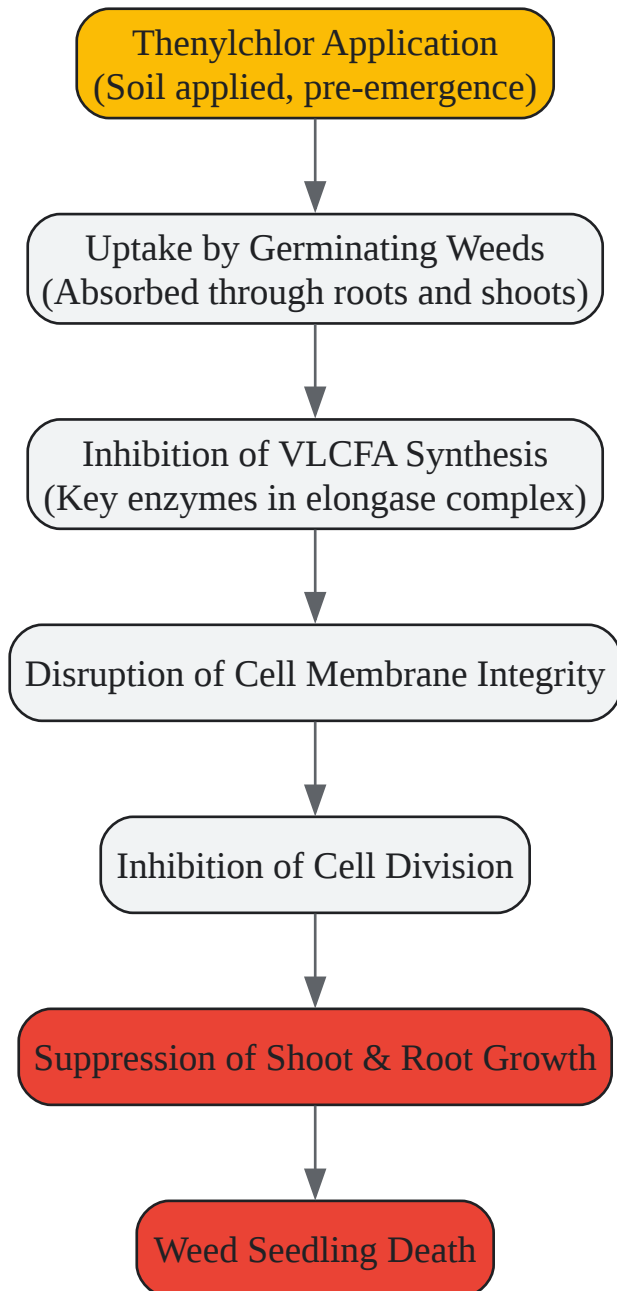 Thenylchlor Application
(Soil applied, pre-emergence)
Uptake by Germinating Weeds
(Absorbed through roots and shoots)
Inhibition of VLCFA Synthesis
(Key enzymes in elongase complex)
Disruption of Cell Membrane Integrity
Inhibition of Cell Division
Suppression of Shoot & Root Growth
Weed Seedling Death